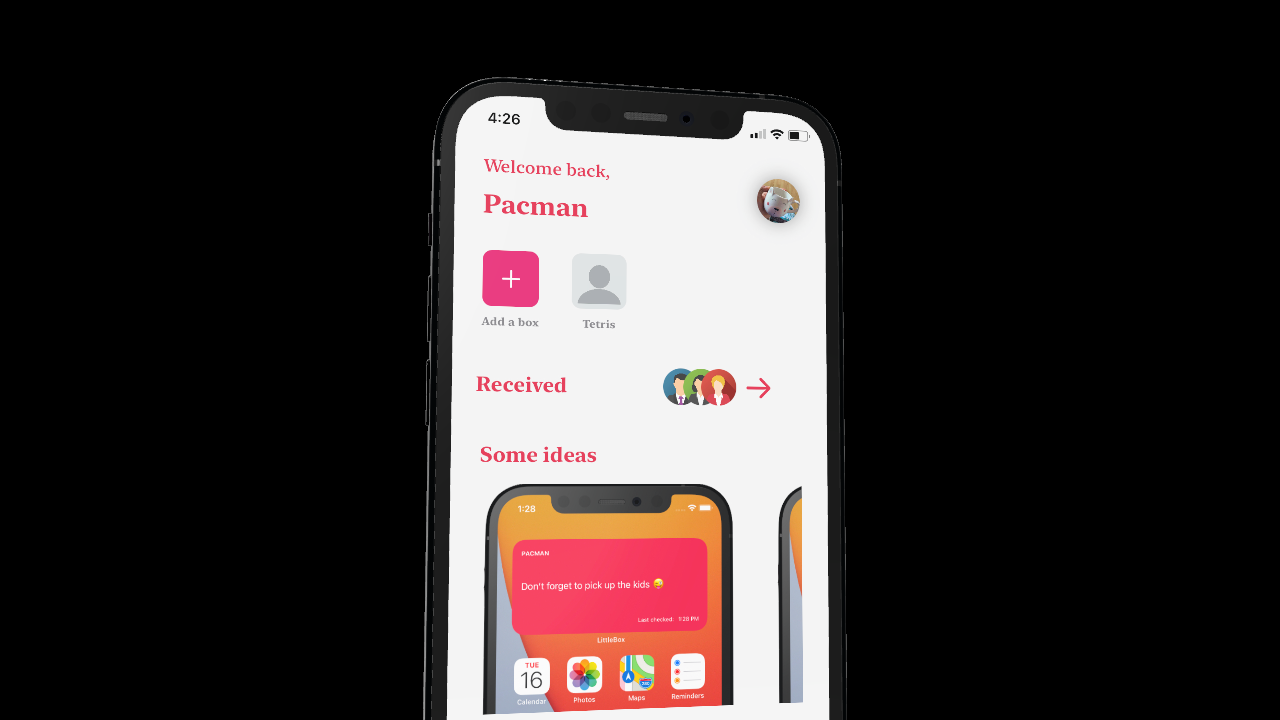 4:26
Welcome back,
Pacman
Add a box
Tetris
Received
Some ideas
1:28
PACMAN
Don't forget to pick up the kids 😅
Last checked: 1:28 PM
LittleBox
TUE
16
Calendar
Photos
Maps
Reminders